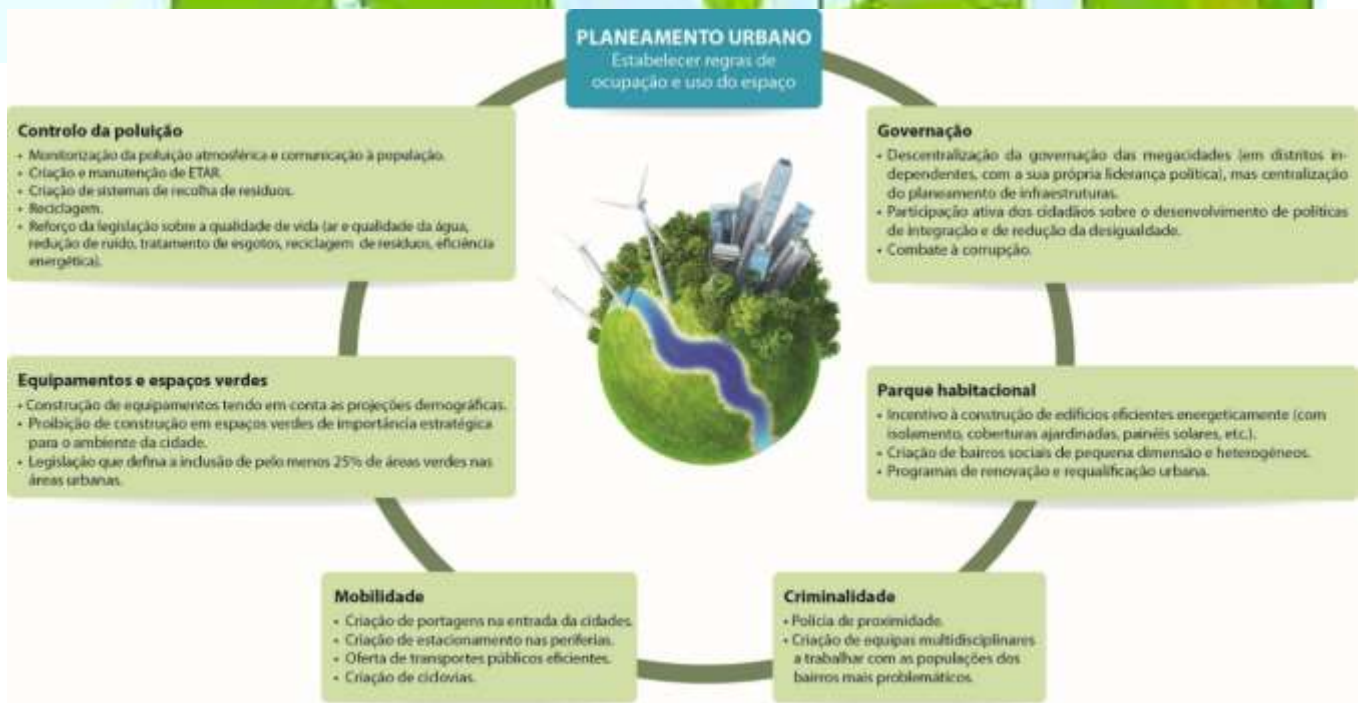 PLANEAMENTO URBANO
Estabelecer regras de
ocupação e uso do espaço
Controlo da poluição
• Monitorização da poluição atmosférica e comunicação à população.
• Criação e manutenção de ETAR.
• Criação de sistemas de recolha de resíduos.
• Reciclagem.
• Reforço da legislação sobre a qualidade de vida (ar e qualidade da água,
redução de ruído, tratamento de esgotos, reciclagem de resíduos, eficiência
energética).
Governação
• Descentralização da governação das megacidades (em distritos in-
dependentes, com a sua própria liderança política), mas centralização
do planeamento de infraestruturas.
• Participação ativa dos cidadãos sobre o desenvolvimento de políticas
de integração e de redução da desigualdade.
• Combate à corrupção.
Equipamentos e espaços verdes
• Construção de equipamentos tendo em conta as projeções demográficas.
• Proibição de construção em espaços verdes de importância estratégica
para o ambiente da cidade.
• Legislação que defina a inclusão de pelo menos 25% de áreas verdes nas
áreas urbanas.
Parque habitacional
• Incentivo à construção de edifícios eficientes energeticamente (com
isolamento, coberturas ajardinadas, painéis solares, etc.).
• Criação de bairros sociais de pequena dimensão e heterogéneos.
• Programas de renovação e requalificação urbana.
Mobilidade
• Criação de portagens na entrada da cidades.
• Criação de estacionamento nas periferias.
• Oferta de transportes públicos eficientes.
• Criação de ciclovias.
Criminalidade
• Polícia de proximidade.
• Criação de equipas multidisciplinares
a trabalhar com as populações dos
bairros mais problemáticos.